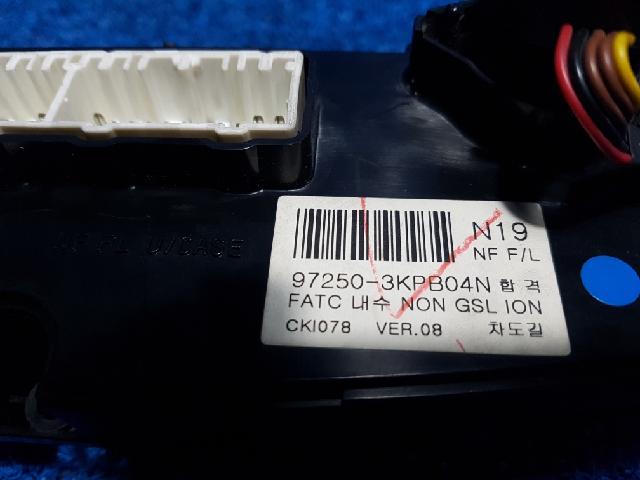 N19
NF F/L
97250-3KPB04N 합격
FATC 내수 NON GSL ION
CKI078 VER.08 차도길
FL U/CASE